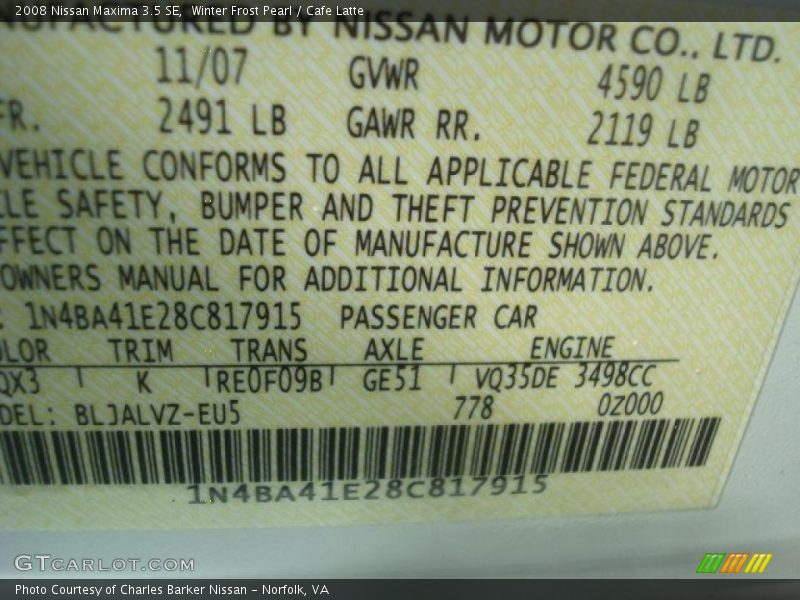 2008 Nissan Maxima 3.5 SE, Winter Frost Pearl / Cafe Latte
BY NISSAN MOTOR CO., LTD.
11/07 GVWR 4590 LB
FR. 2491 LB GAWR RR. 2119 LB
VEHICLE CONFORMS TO ALL APPLICABLE FEDERAL MOTOR
CLE SAFETY, BUMPER AND THEFT PREVENTION STANDARDS
FFECT ON THE DATE OF MANUFACTURE SHOWN ABOVE.
OWNERS MANUAL FOR ADDITIONAL INFORMATION.
: 1N4BA41E28C817915 PASSENGER CAR
OLOR TRIM TRANS AXLE ENGINE
QX3 K RE0F09B GE51 VQ35DE 3498CC
DEL: BLJALVZ-EU5 778 0Z000
1N4BA41E28C817915
GTCARLOT.COM
Photo Courtesy of Charles Barker Nissan - Norfolk, VA